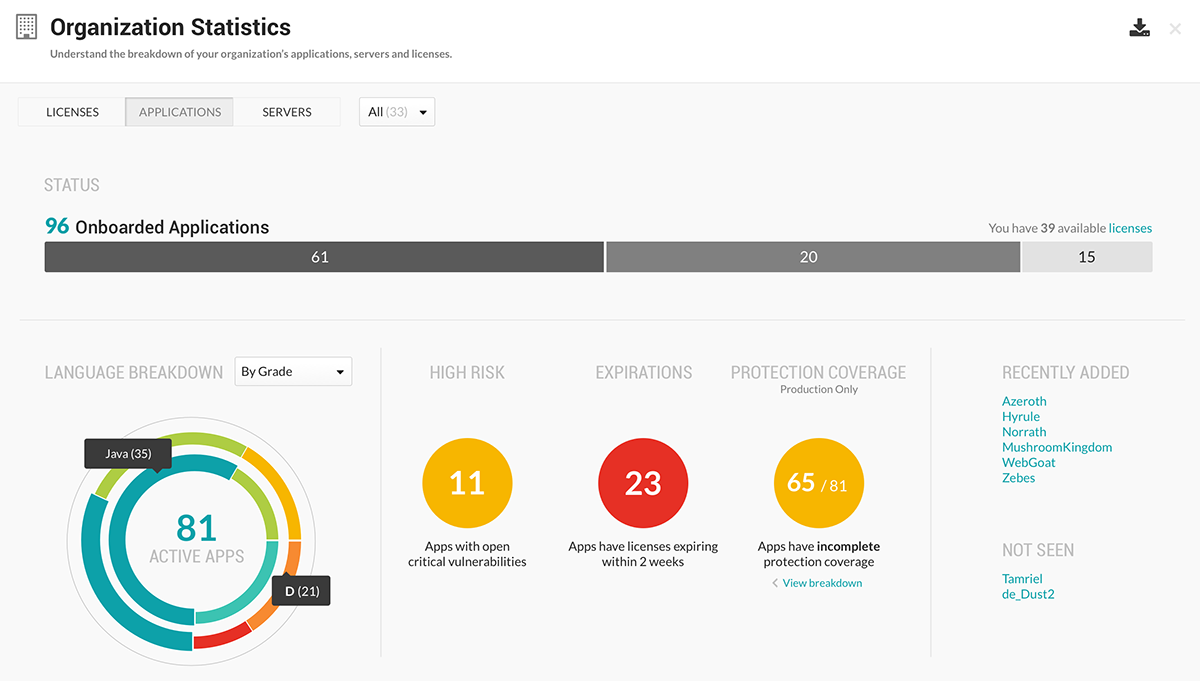 Organization Statistics
Understand the breakdown of your organization's applications, servers and licenses.
LICENSES
APPLICATIONS
SERVERS
All (33)
STATUS
96 Onboarded Applications
You have 39 available licenses
61
20
15
LANGUAGE BREAKDOWN
By Grade
Java (35)
81
ACTIVE APPS
D (21)
HIGH RISK
11
Apps with open
critical vulnerabilities
EXPIRATIONS
23
Apps have licenses expiring
within 2 weeks
PROTECTION COVERAGE
Production Only
65 / 81
Apps have incomplete
protection coverage
View breakdown
RECENTLY ADDED
Azeroth
Hyrule
Norrath
MushroomKingdom
WebGoat
Zebes
NOT SEEN
Tamriel
de_Dust2